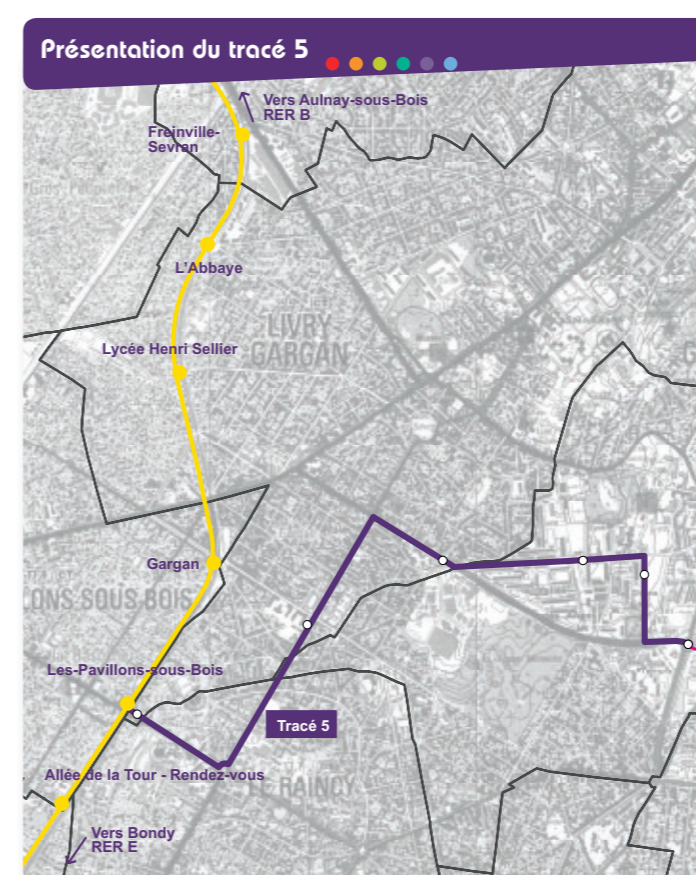 Présentation du tracé 5
Vers Aulnay-sous-Bois
RER B
Freinville-
Sevran
L'Abbaye
LIVRY
GARGAN
Lycée Henri Sellier
Gargan
ONS SOUS BOIS
Les-Pavillons-sous-Bois
Tracé 5
Allée de la Tour - Rendez-vous
LE RAINCY
Vers Bondy
RER E